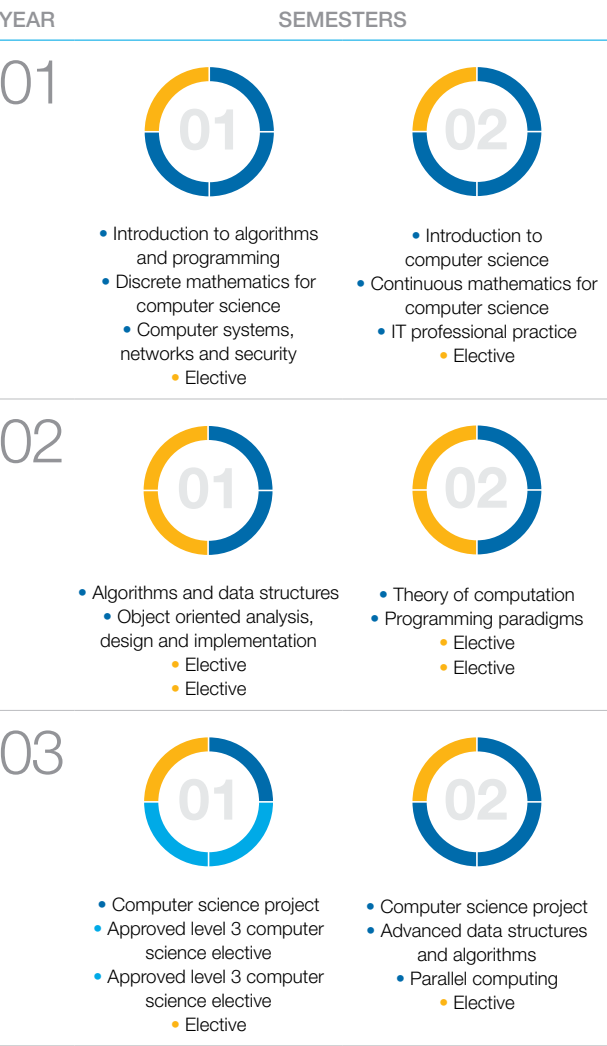 YEAR SEMESTERS
01
01
• Introduction to algorithms
and programming
• Discrete mathematics for
computer science
• Computer systems,
networks and security
• Elective
02
• Introduction to
computer science
• Continuous mathematics for
computer science
• IT professional practice
• Elective
02
01
• Algorithms and data structures
• Object oriented analysis,
design and implementation
• Elective
• Elective
02
• Theory of computation
• Programming paradigms
• Elective
• Elective
03
01
• Computer science project
• Approved level 3 computer
science elective
• Approved level 3 computer
science elective
• Elective
02
• Computer science project
• Advanced data structures
and algorithms
• Parallel computing
• Elective